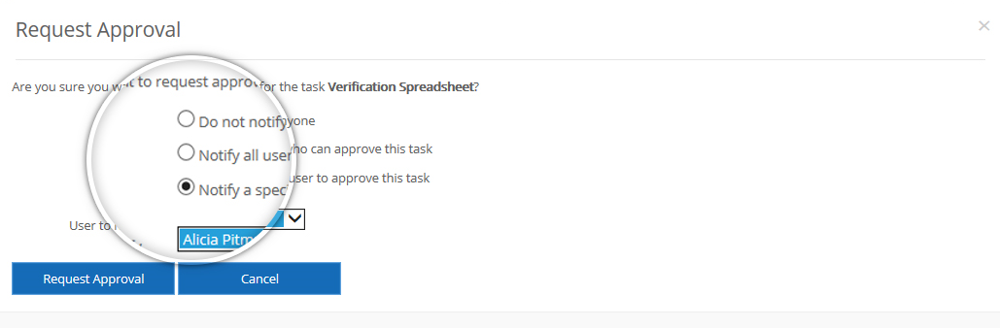 Request Approval
×
Are you sure you w t to request approv for the task Verification Spreadsheet?
Do not notify yone
Notify all user ho can approve this task
Notify a spec user to approve this task
User to
Alicia Pitm
Request Approval
Cancel